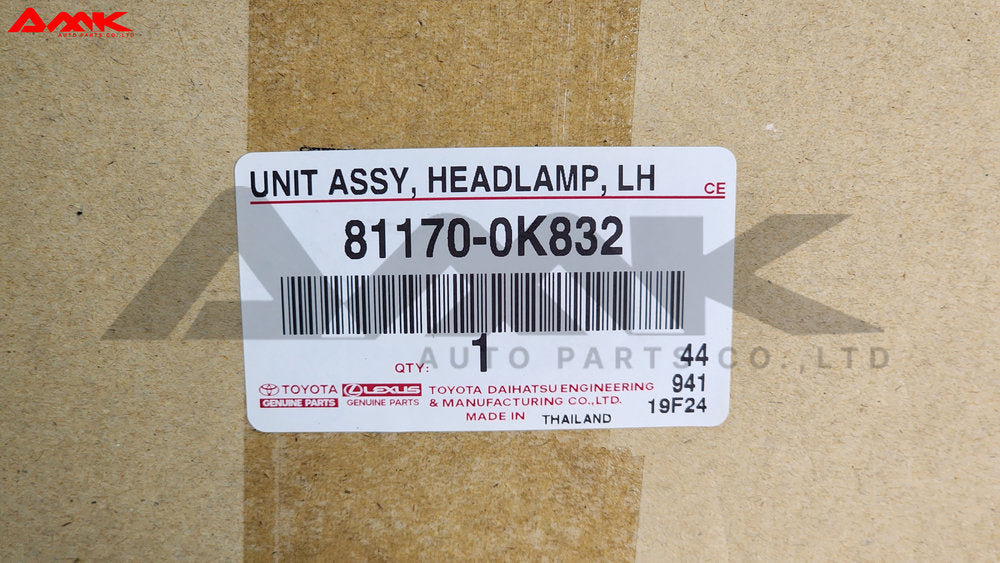 AMK
AUTO PARTS CO.,LTD
UNIT ASSY, HEADLAMP, LH
CE
81170-0K832
QTY: 1
AMK
AUTO PARTS CO.,LTD
44
941
19F24
TOYOTA
GENUINE PARTS
LEXUS
GENUINE PARTS
TOYOTA DAIHATSU ENGINEERING
& MANUFACTURING CO.,LTD.
MADE IN THAILAND